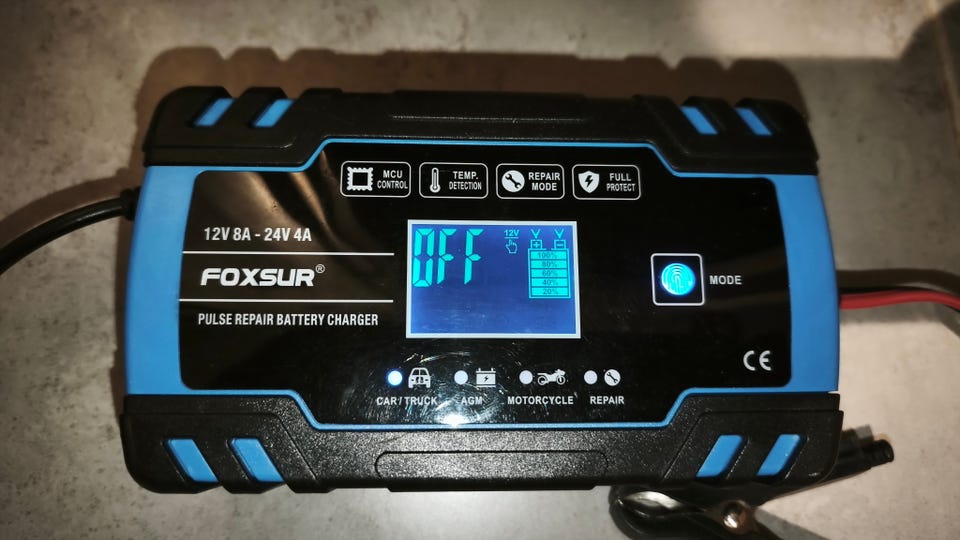 MCU
CONTROL
TEMP.
DETECTION
REPAIR
MODE
FULL
PROTECT
12V 8A - 24V 4A
FOXSUR®
PULSE REPAIR BATTERY CHARGER
OFF
12V
+ -
100%
80%
60%
40%
20%
MODE
CE
CAR / TRUCK
AGM
MOTORCYCLE
REPAIR